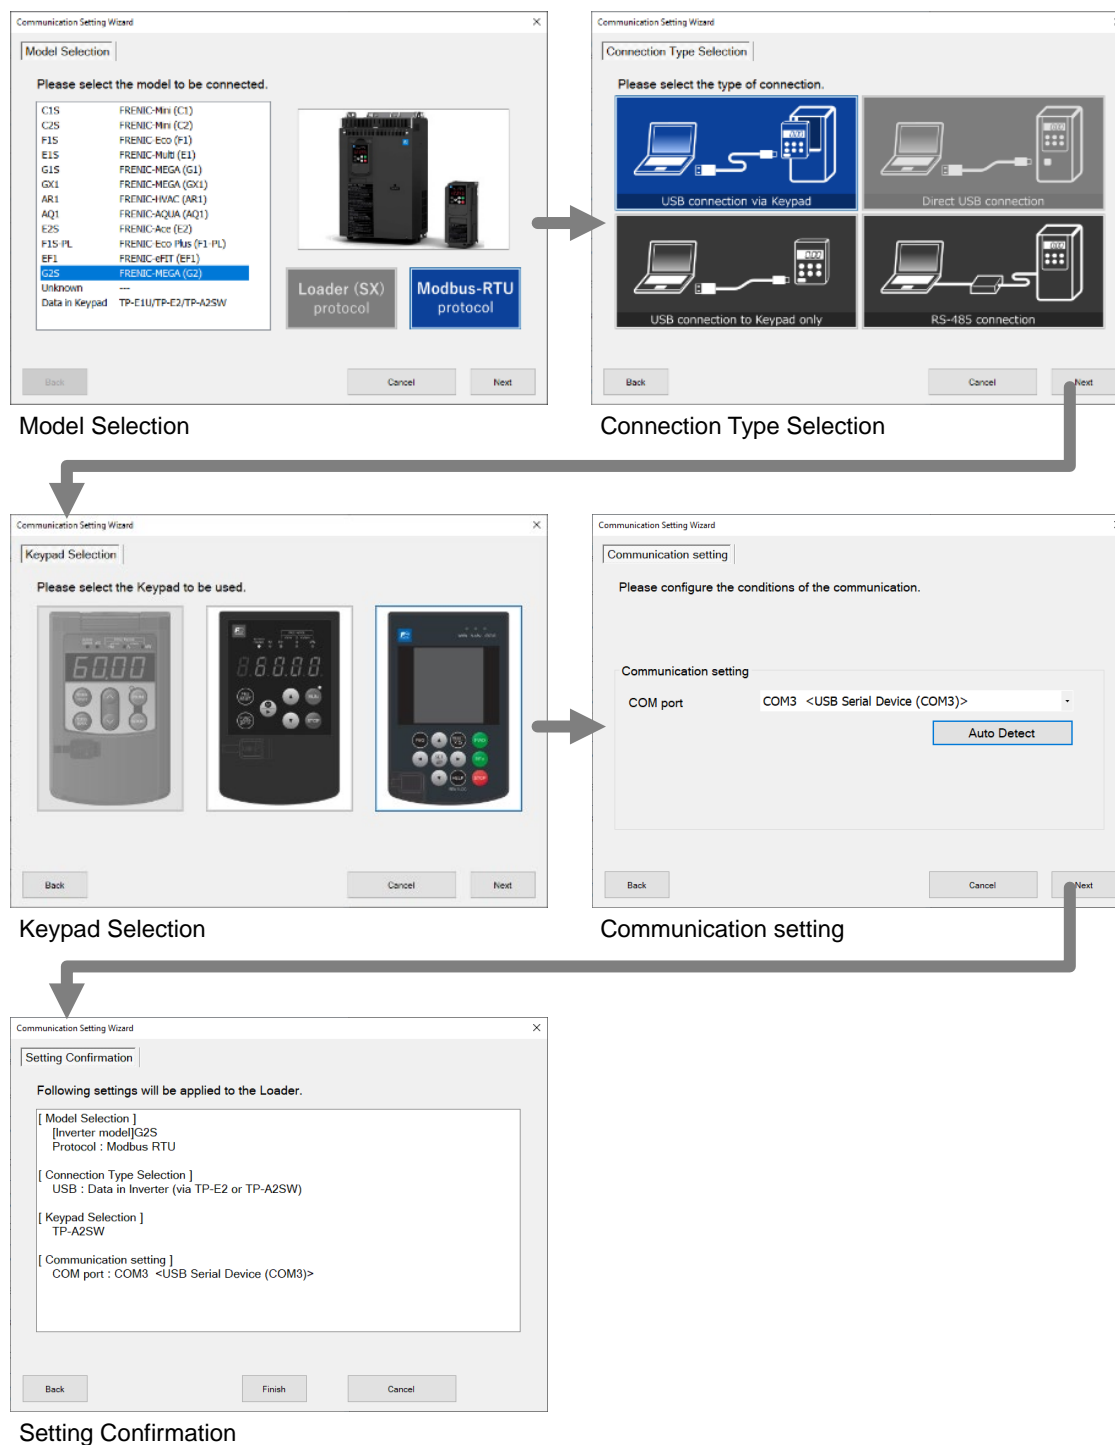 Communication Setting Wizard
Model Selection
Please select the model to be connected.
C1S FRENIC-Mini (C1)
C2S FRENIC-Mini (C2)
F1S FRENIC-Eco (F1)
E1S FRENIC-Multi (E1)
G1S FRENIC-MEGA (G1)
GX1 FRENIC-MEGA (GX1)
AR1 FRENIC-HVAC (AR1)
AQ1 FRENIC-AQUA (AQ1)
E2S FRENIC-Ace (E2)
F1S-PL FRENIC-Eco Plus (F1-PL)
EF1 FRENIC-eFIT (EF1)
G2S FRENIC-MEGA (G2)
Unknown ---
Data in Keypad TP-E1U/TP-E2/TP-A2SW
Loader (SX)
protocol
Modbus-RTU
protocol
Back Cancel Next
Model Selection
Communication Setting Wizard
Connection Type Selection
Please select the type of connection.
USB connection via Keypad
Direct USB connection
USB connection to Keypad only
RS-485 connection
Back Cancel Next
Connection Type Selection
Communication Setting Wizard
Keypad Selection
Please select the Keypad to be used.
60.00
8.8.8.8.8.
STOP
Back Cancel Next
Keypad Selection
Communication Setting Wizard
Communication setting
Please configure the conditions of the communication.
Communication setting
COM port COM3 <USB Serial Device (COM3)>
Auto Detect
Back Cancel Next
Communication setting
Communication Setting Wizard
Setting Confirmation
Following settings will be applied to the Loader.
[ Model Selection ]
[Inverter model]G2S
Protocol : Modbus RTU
[ Connection Type Selection ]
USB : Data in Inverter (via TP-E2 or TP-A2SW)
[ Keypad Selection ]
TP-A2SW
[ Communication setting ]
COM port : COM3 <USB Serial Device (COM3)>
Back Finish Cancel
Setting Confirmation